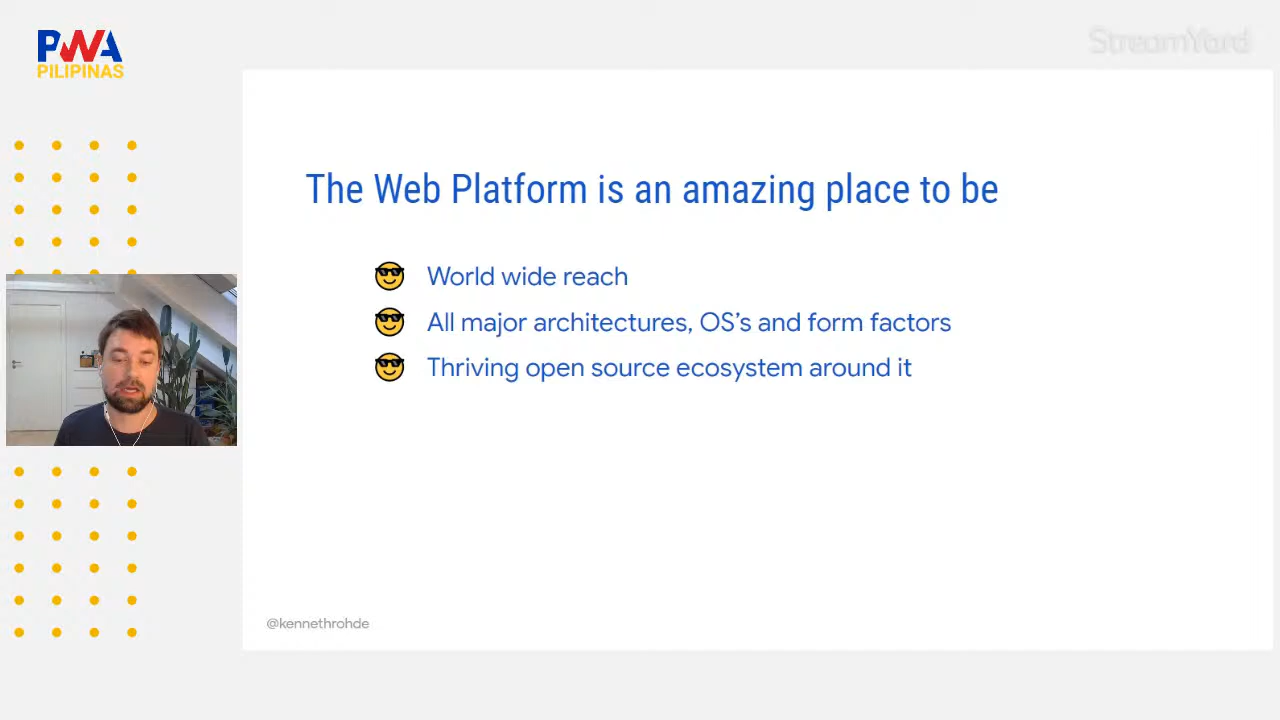 PWA
PILIPINAS
StreamYard
The Web Platform is an amazing place to be
World wide reach
All major architectures, OS’s and form factors
Thriving open source ecosystem around it
@kennethrohde